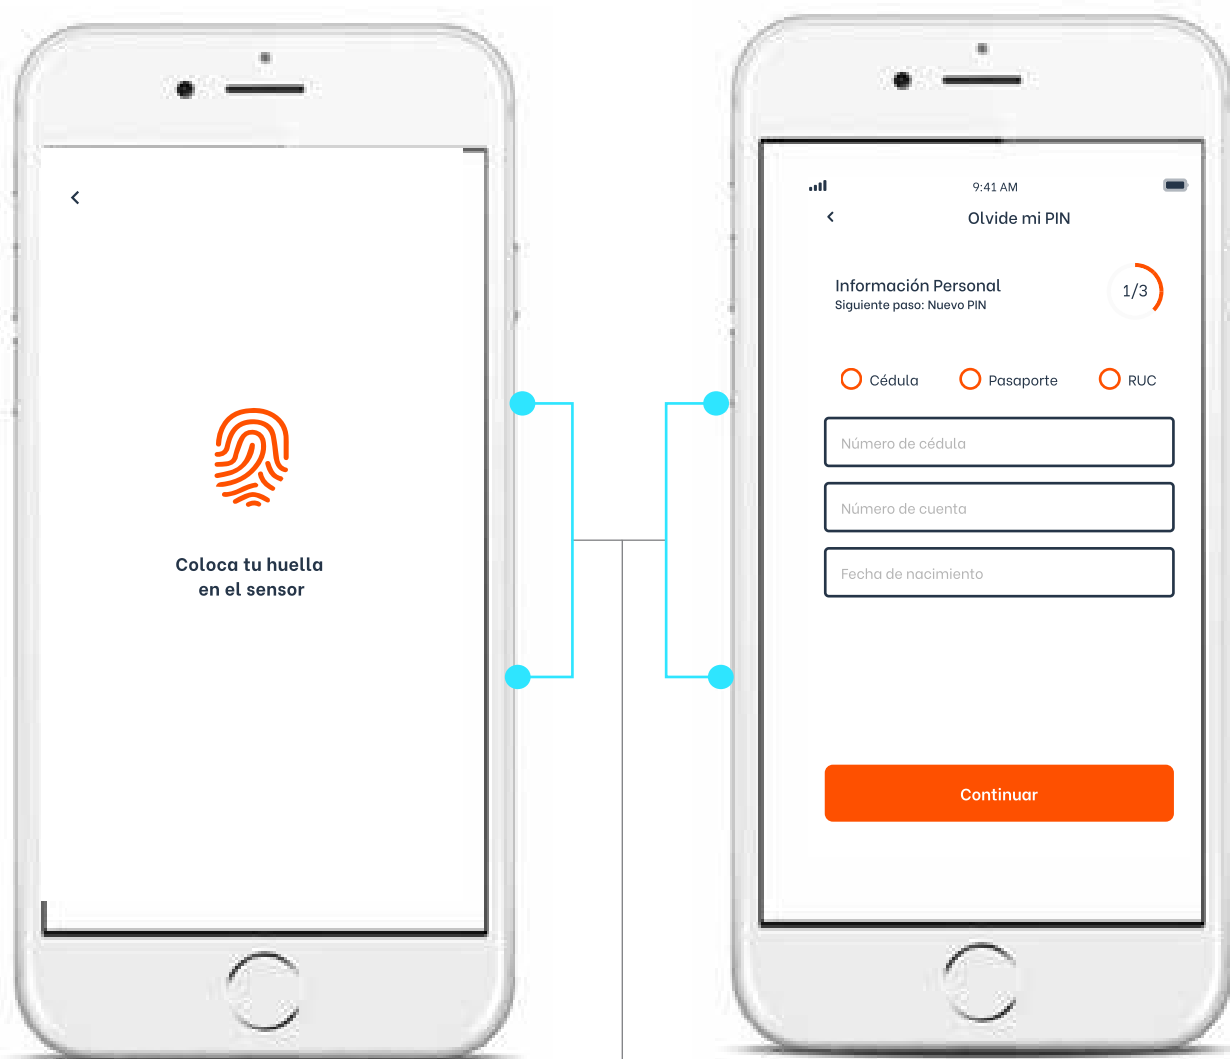 Coloca tu huella
en el sensor
9:41 AM
Olvide mi PIN
Información Personal
Siguiente paso: Nuevo PIN
1/3
Cédula
Pasaporte
RUC
Número de cédula
Número de cuenta
Fecha de nacimiento
Continuar